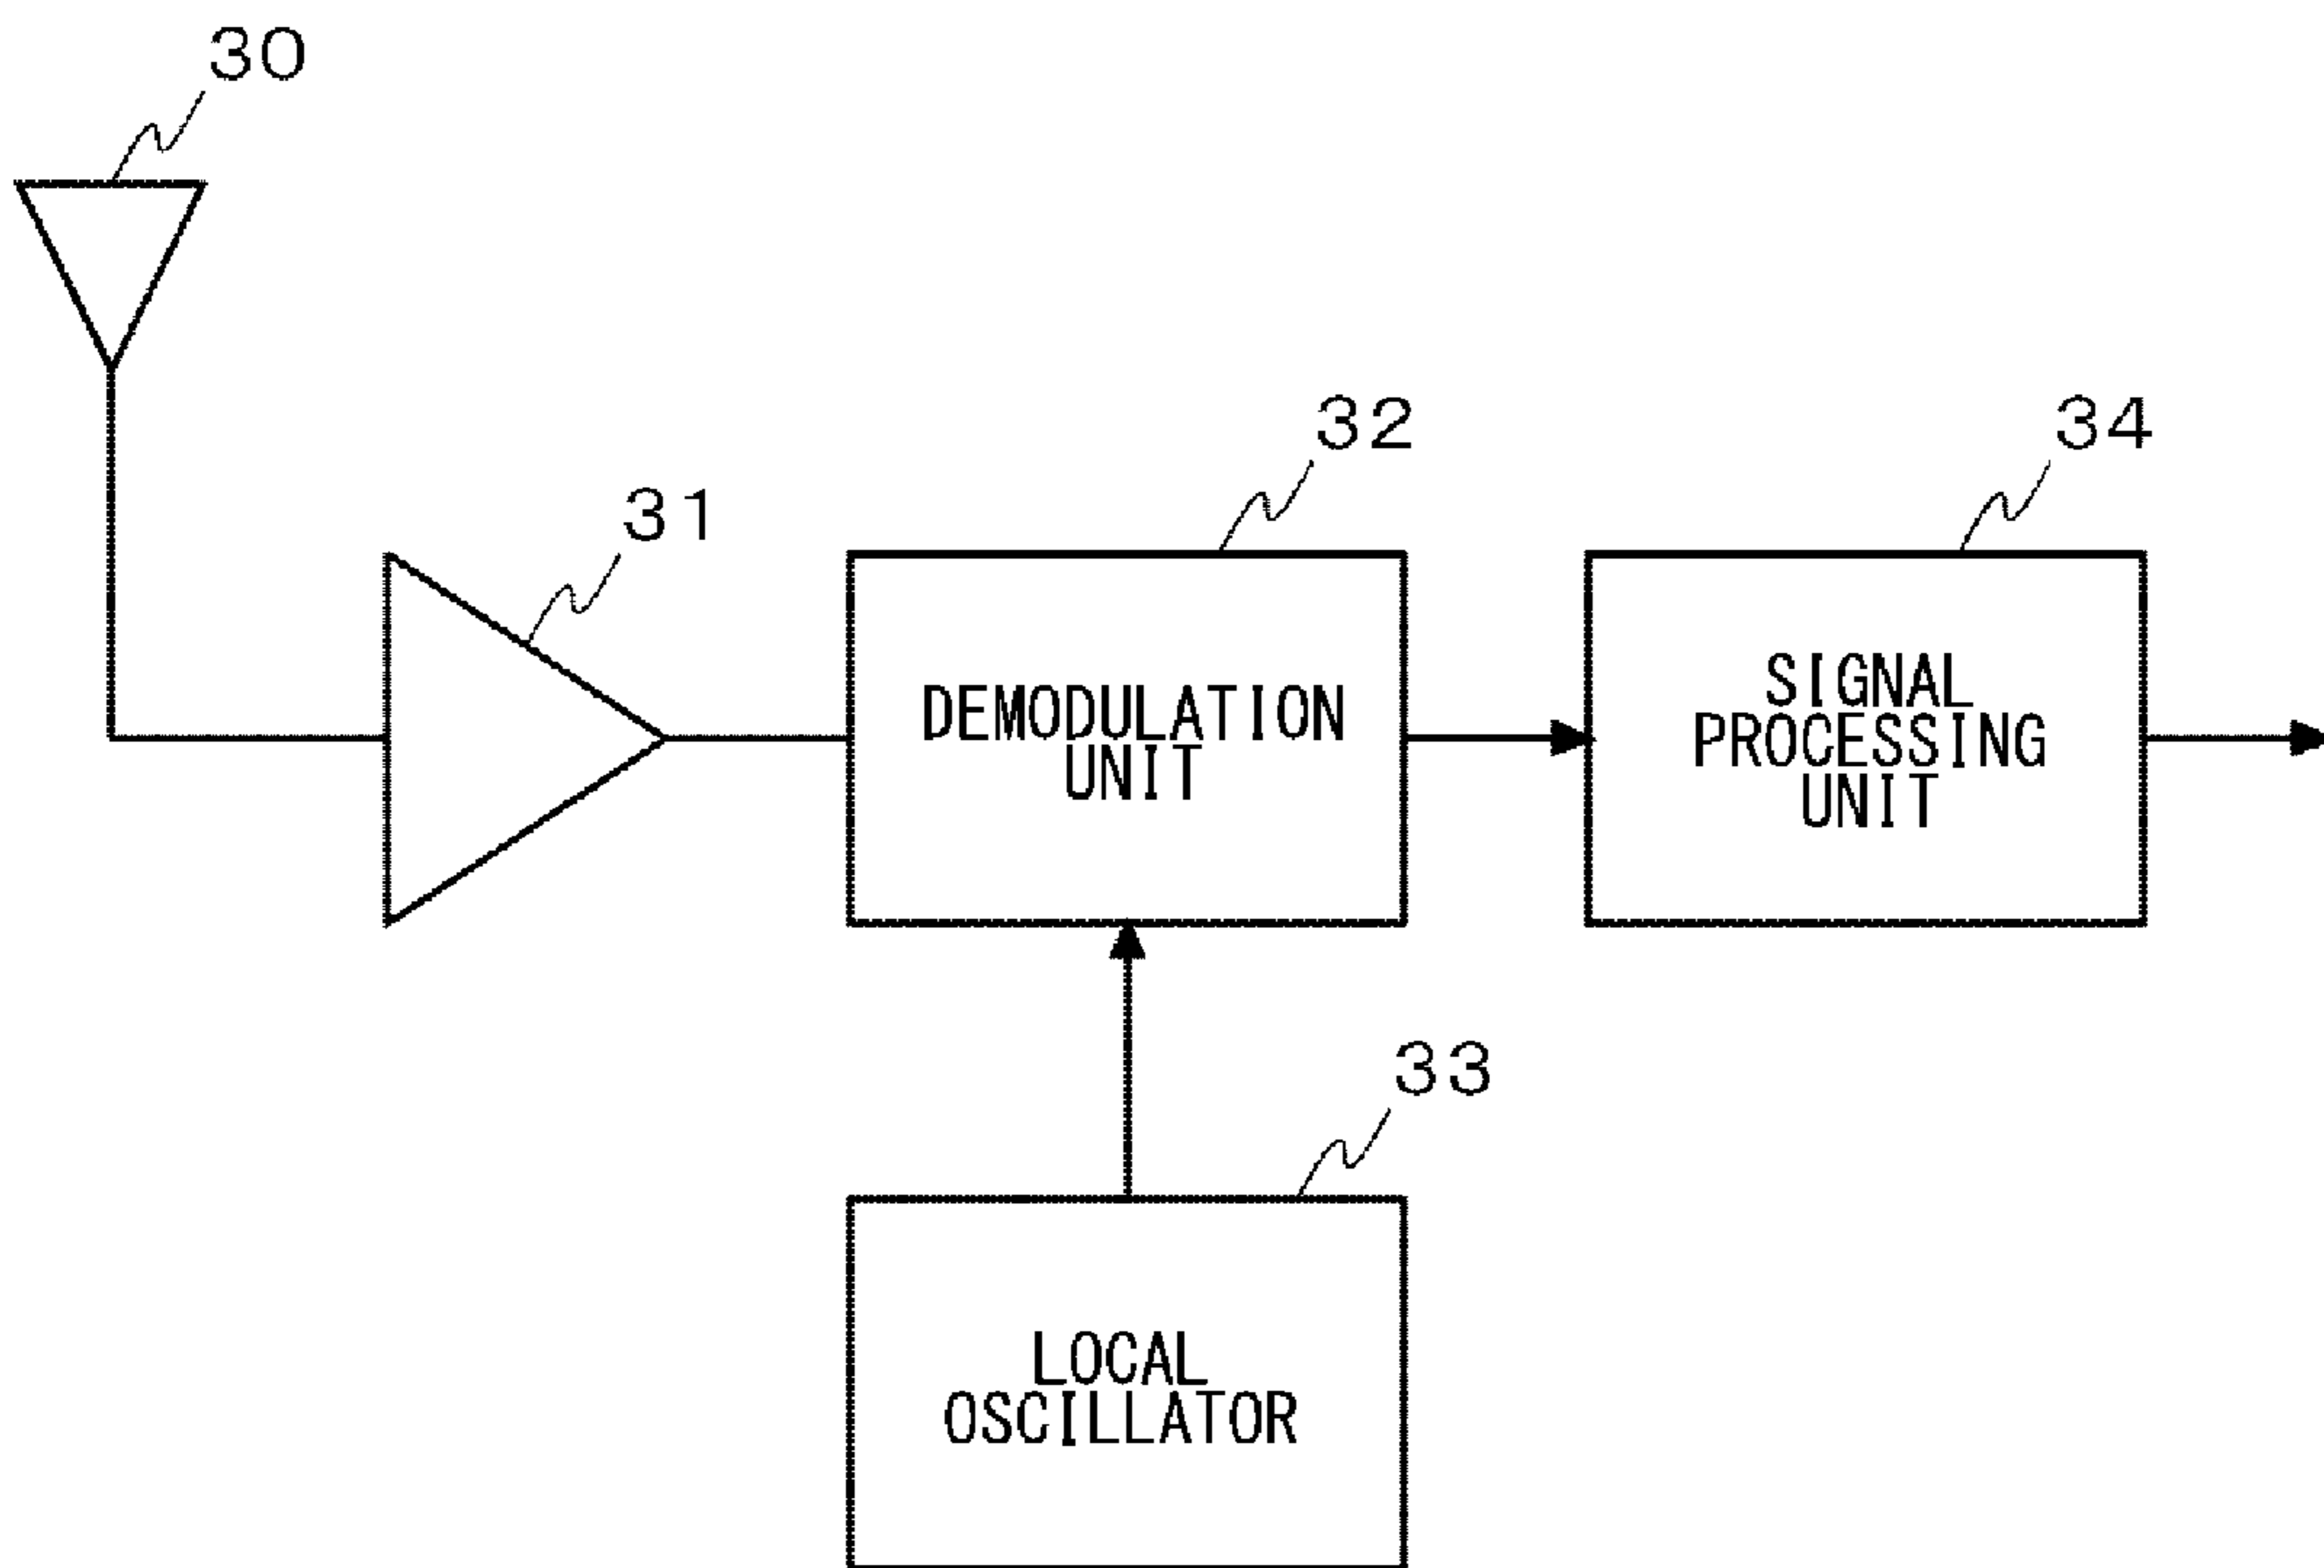 30
32
34
31
DEMODULATION
UNIT
SIGNAL
PROCESSING
UNIT
33
LOCAL
OSCILLATOR